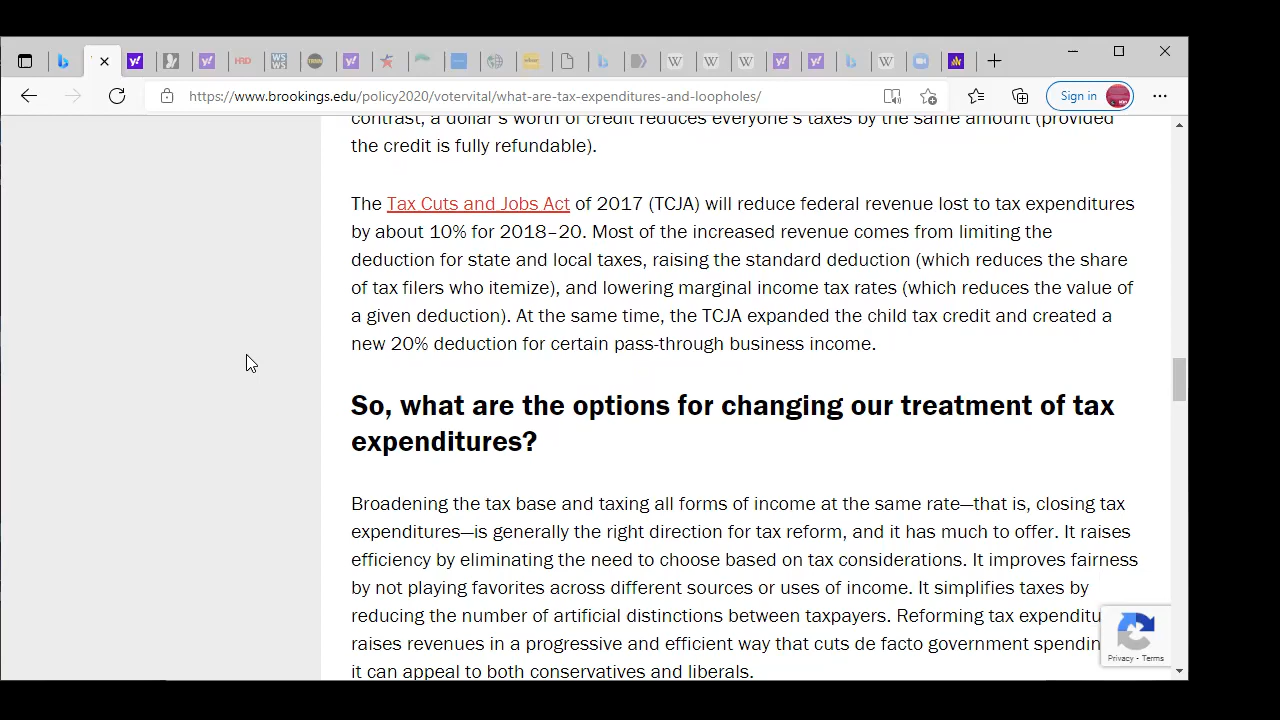 HRD
WS
WS
https://www.brookings.edu/policy2020/votervital/what-are-tax-expenditures-and-loopholes/
Sign in
contrast, a dollar's worth of credit reduces everyone's taxes by the same amount (provided
the credit is fully refundable).
The Tax Cuts and Jobs Act of 2017 (TCJA) will reduce federal revenue lost to tax expenditures
by about 10% for 2018–20. Most of the increased revenue comes from limiting the
deduction for state and local taxes, raising the standard deduction (which reduces the share
of tax filers who itemize), and lowering marginal income tax rates (which reduces the value of
a given deduction). At the same time, the TCJA expanded the child tax credit and created a
new 20% deduction for certain pass-through business income.
So, what are the options for changing our treatment of tax
expenditures?
Broadening the tax base and taxing all forms of income at the same rate—that is, closing tax
expenditures—is generally the right direction for tax reform, and it has much to offer. It raises
efficiency by eliminating the need to choose based on tax considerations. It improves fairness
by not playing favorites across different sources or uses of income. It simplifies taxes by
reducing the number of artificial distinctions between taxpayers. Reforming tax expenditu
raises revenues in a progressive and efficient way that cuts de facto government spendin
it can appeal to both conservatives and liberals.
Privacy - Terms